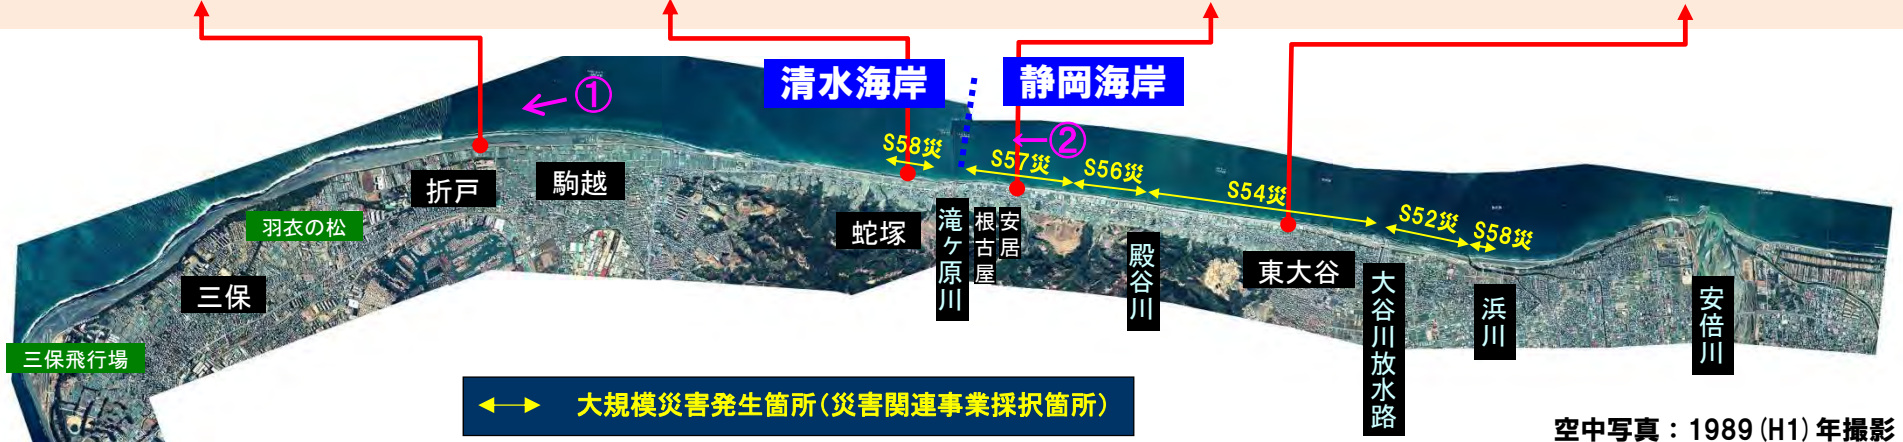 清水海岸
静岡海岸
①
②
S58災
S57災
S56災
S54災
S52災
S58災
折戸
駒越
羽衣の松
三保
三保飛行場
蛇塚
滝ヶ原川
根古屋
安居
殿谷川
東大谷
大谷川放水路
浜川
安倍川
大規模災害発生箇所(災害関連事業採択箇所)
空中写真:1989(H1)年撮影